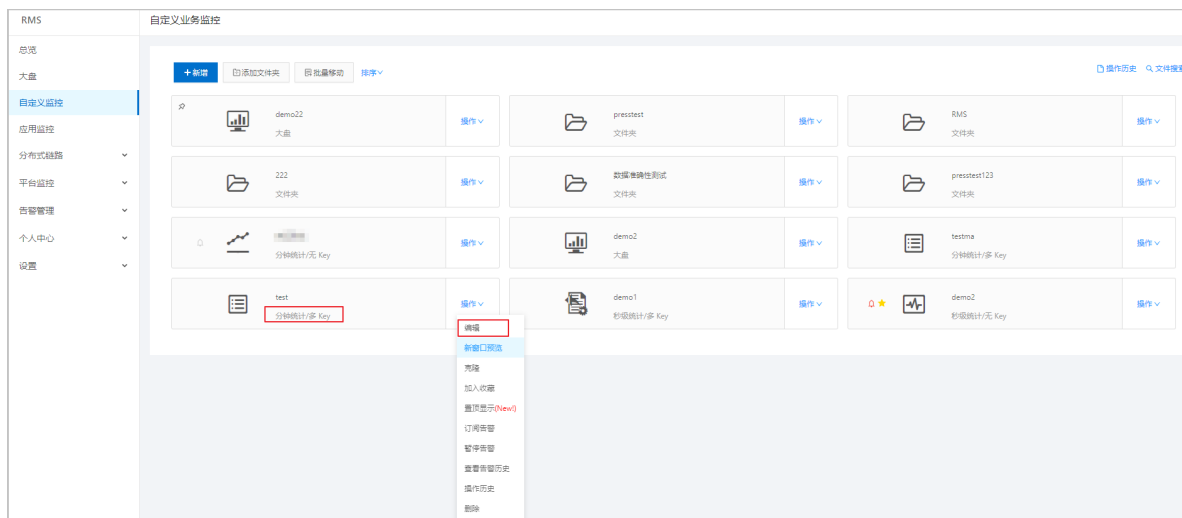 RMS
自定义业务监控
总览
大盘
自定义监控
应用监控
分布式链路
平台监控
告警管理
个人中心
设置
+新增
添加文件夹
批量移动
排序
操作历史
文件搜索
demo22
大盘
操作
presstest
文件夹
操作
RMS
文件夹
操作
222
文件夹
操作
数据准确性测试
文件夹
操作
presstest123
文件夹
操作
分钟统计/无 Key
操作
demo2
大盘
操作
testma
分钟统计/多 Key
操作
test
分钟统计/多 Key
操作
demo1
秒级统计/多 Key
操作
demo2
秒级统计/无 Key
操作
编辑
新窗口预览
克隆
加入收藏
置顶显示(New!)
订阅告警
暂停告警
查看告警历史
操作历史
删除